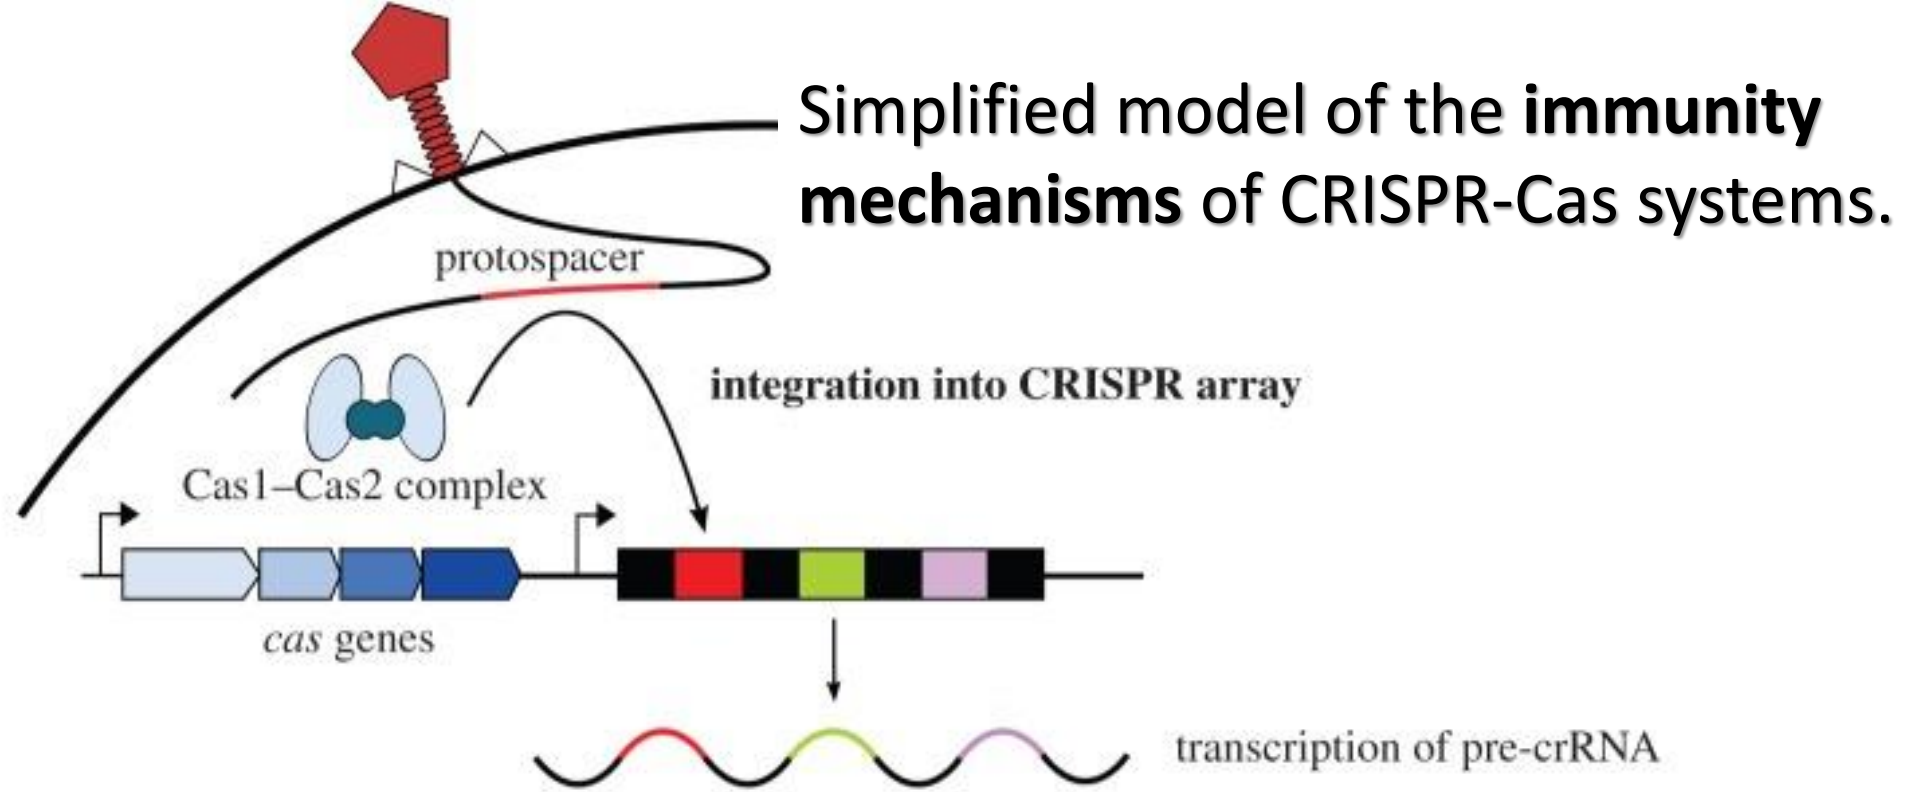 Simplified model of the immunity
mechanisms of CRISPR-Cas systems.
protospacer
integration into CRISPR array
Cas1–Cas2 complex
cas genes
transcription of pre-crRNA